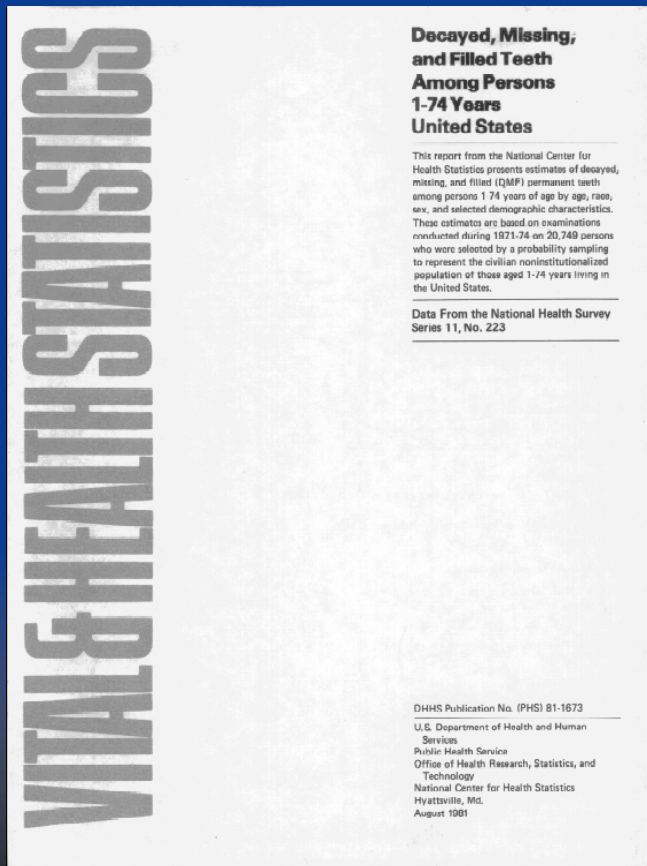 VITAL & HEALTH STATISTICS
Decayed, Missing,
and Filled Teeth
Among Persons
1-74 Years
United States
This report from the National Center for
Health Statistics presents estimates of decayed,
missing, and filled (DMF) permanent teeth
among persons 1-74 years of age by age, race,
sex, and selected demographic characteristics.
These estimates are based on examinations
conducted during 1971-74 on 20,749 persons
who were selected by a probability sampling
to represent the civilian noninstitutionalized
population of those aged 1-74 years living in
the United States.
Data From the National Health Survey
Series 11, No. 223
DHHS Publication No. (PHS) 81-1673
U.S. Department of Health and Human
Services
Public Health Service
Office of Health Research, Statistics, and
Technology
National Center for Health Statistics
Hyattsville, Md.
August 1981